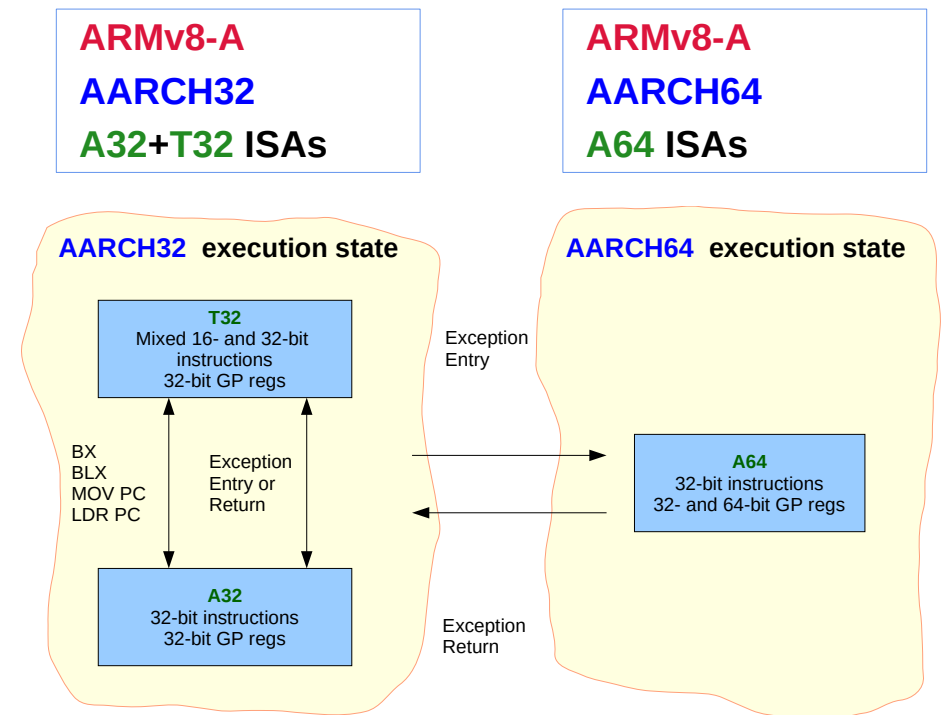 ARMv8-A
AARCH32
A32+T32 ISAs
ARMv8-A
AARCH64
A64 ISAs
AARCH32 execution state
T32
Mixed 16- and 32-bit
instructions
32-bit GP regs
BX
BLX
MOV PC
LDR PC
Exception
Entry or
Return
A32
32-bit instructions
32-bit GP regs
Exception
Entry
Exception
Return
AARCH64 execution state
A64
32-bit instructions
32- and 64-bit GP regs